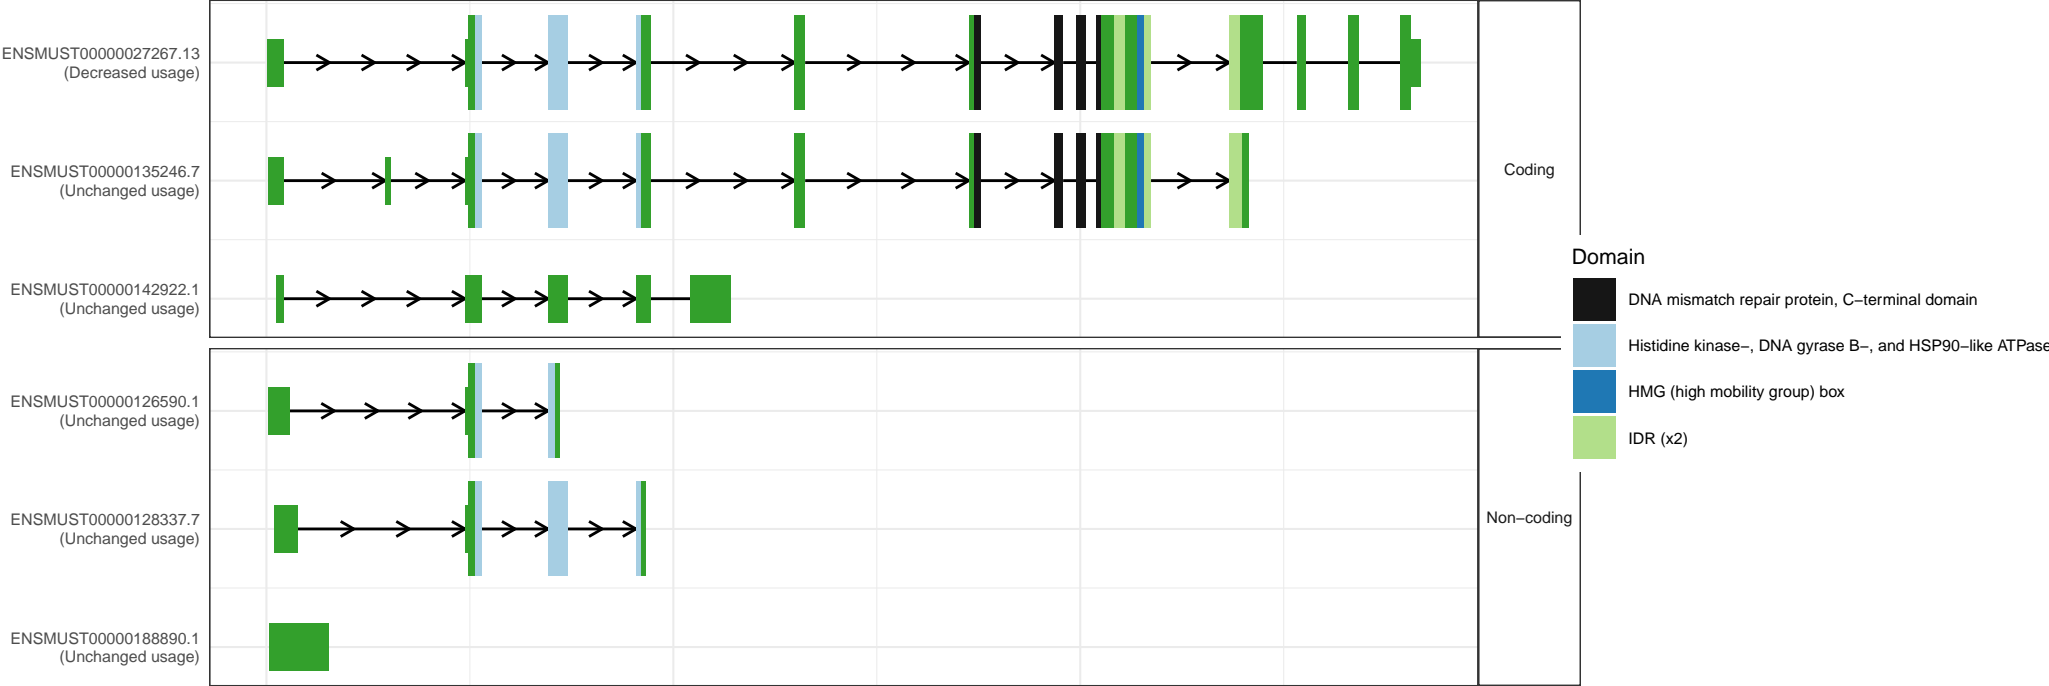 ENSMUST00000027267.13
(Decreased usage)
ENSMUST00000135246.7
(Unchanged usage)
ENSMUST00000142922.1
(Unchanged usage)
Coding
ENSMUST00000126590.1
(Unchanged usage)
ENSMUST00000128337.7
(Unchanged usage)
ENSMUST00000188890.1
(Unchanged usage)
Non−coding
Domain
DNA mismatch repair protein, C−terminal domain
Histidine kinase−, DNA gyrase B−, and HSP90−like ATPase
HMG (high mobility group) box
IDR (x2)